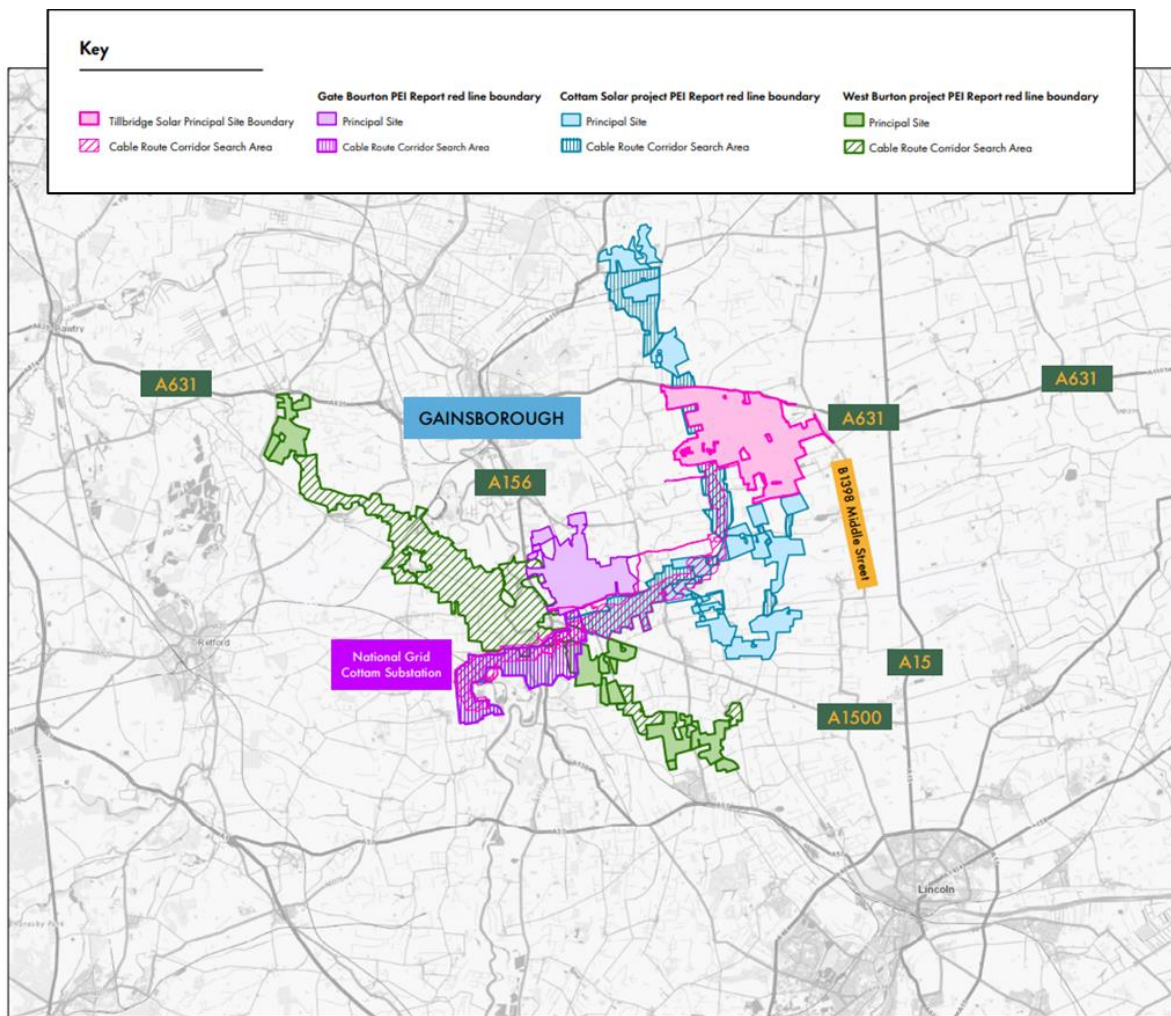 Key
Gate Bourton PEI Report red line boundary
Cottam Solar project PEI Report red line boundary
West Burton project PEI Report red line boundary
Tillbridge Solar Principal Site Boundary
Principal Site
Principal Site
Principal Site
Cable Route Corridor Search Area
Cable Route Corridor Search Area
Cable Route Corridor Search Area
Cable Route Corridor Search Area
Bawtry
A631
A631
GAINSBOROUGH
A631
A156
B1398 Middle Street
Retford
National Grid
Cottam Substation
A15
A1500
Lincoln